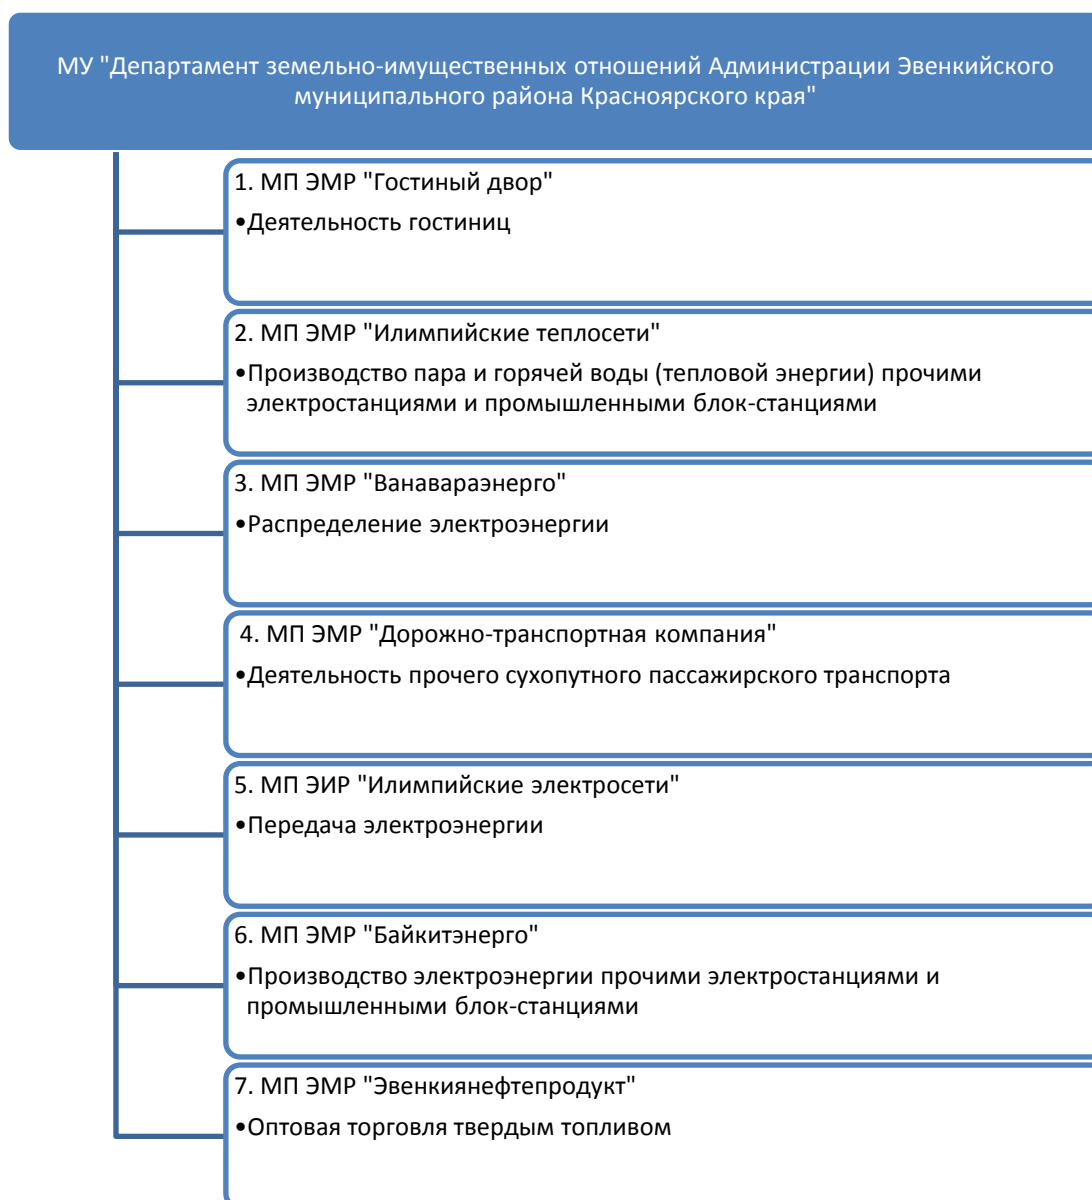 МУ "Департамент земельно-имущественных отношений Администрации Эвенкийского
муниципального района Красноярского края"
1. МП ЭМР "Гостиный двор"
•Деятельность гостиниц
2. МП ЭМР "Илимпийские теплосети"
•Производство пара и горячей воды (тепловой энергии) прочими
электростанциями и промышленными блок-станциями
3. МП ЭМР "Ванавараэнерго"
•Распределение электроэнергии
4. МП ЭМР "Дорожно-транспортная компания"
•Деятельность прочего сухопутного пассажирского транспорта
5. МП ЭИР "Илимпийские электросети"
•Передача электроэнергии
6. МП ЭМР "Байкитэнерго"
•Производство электроэнергии прочими электростанциями и
промышленными блок-станциями
7. МП ЭМР "Эвенкиянефтепродукт"
•Оптовая торговля твердым топливом